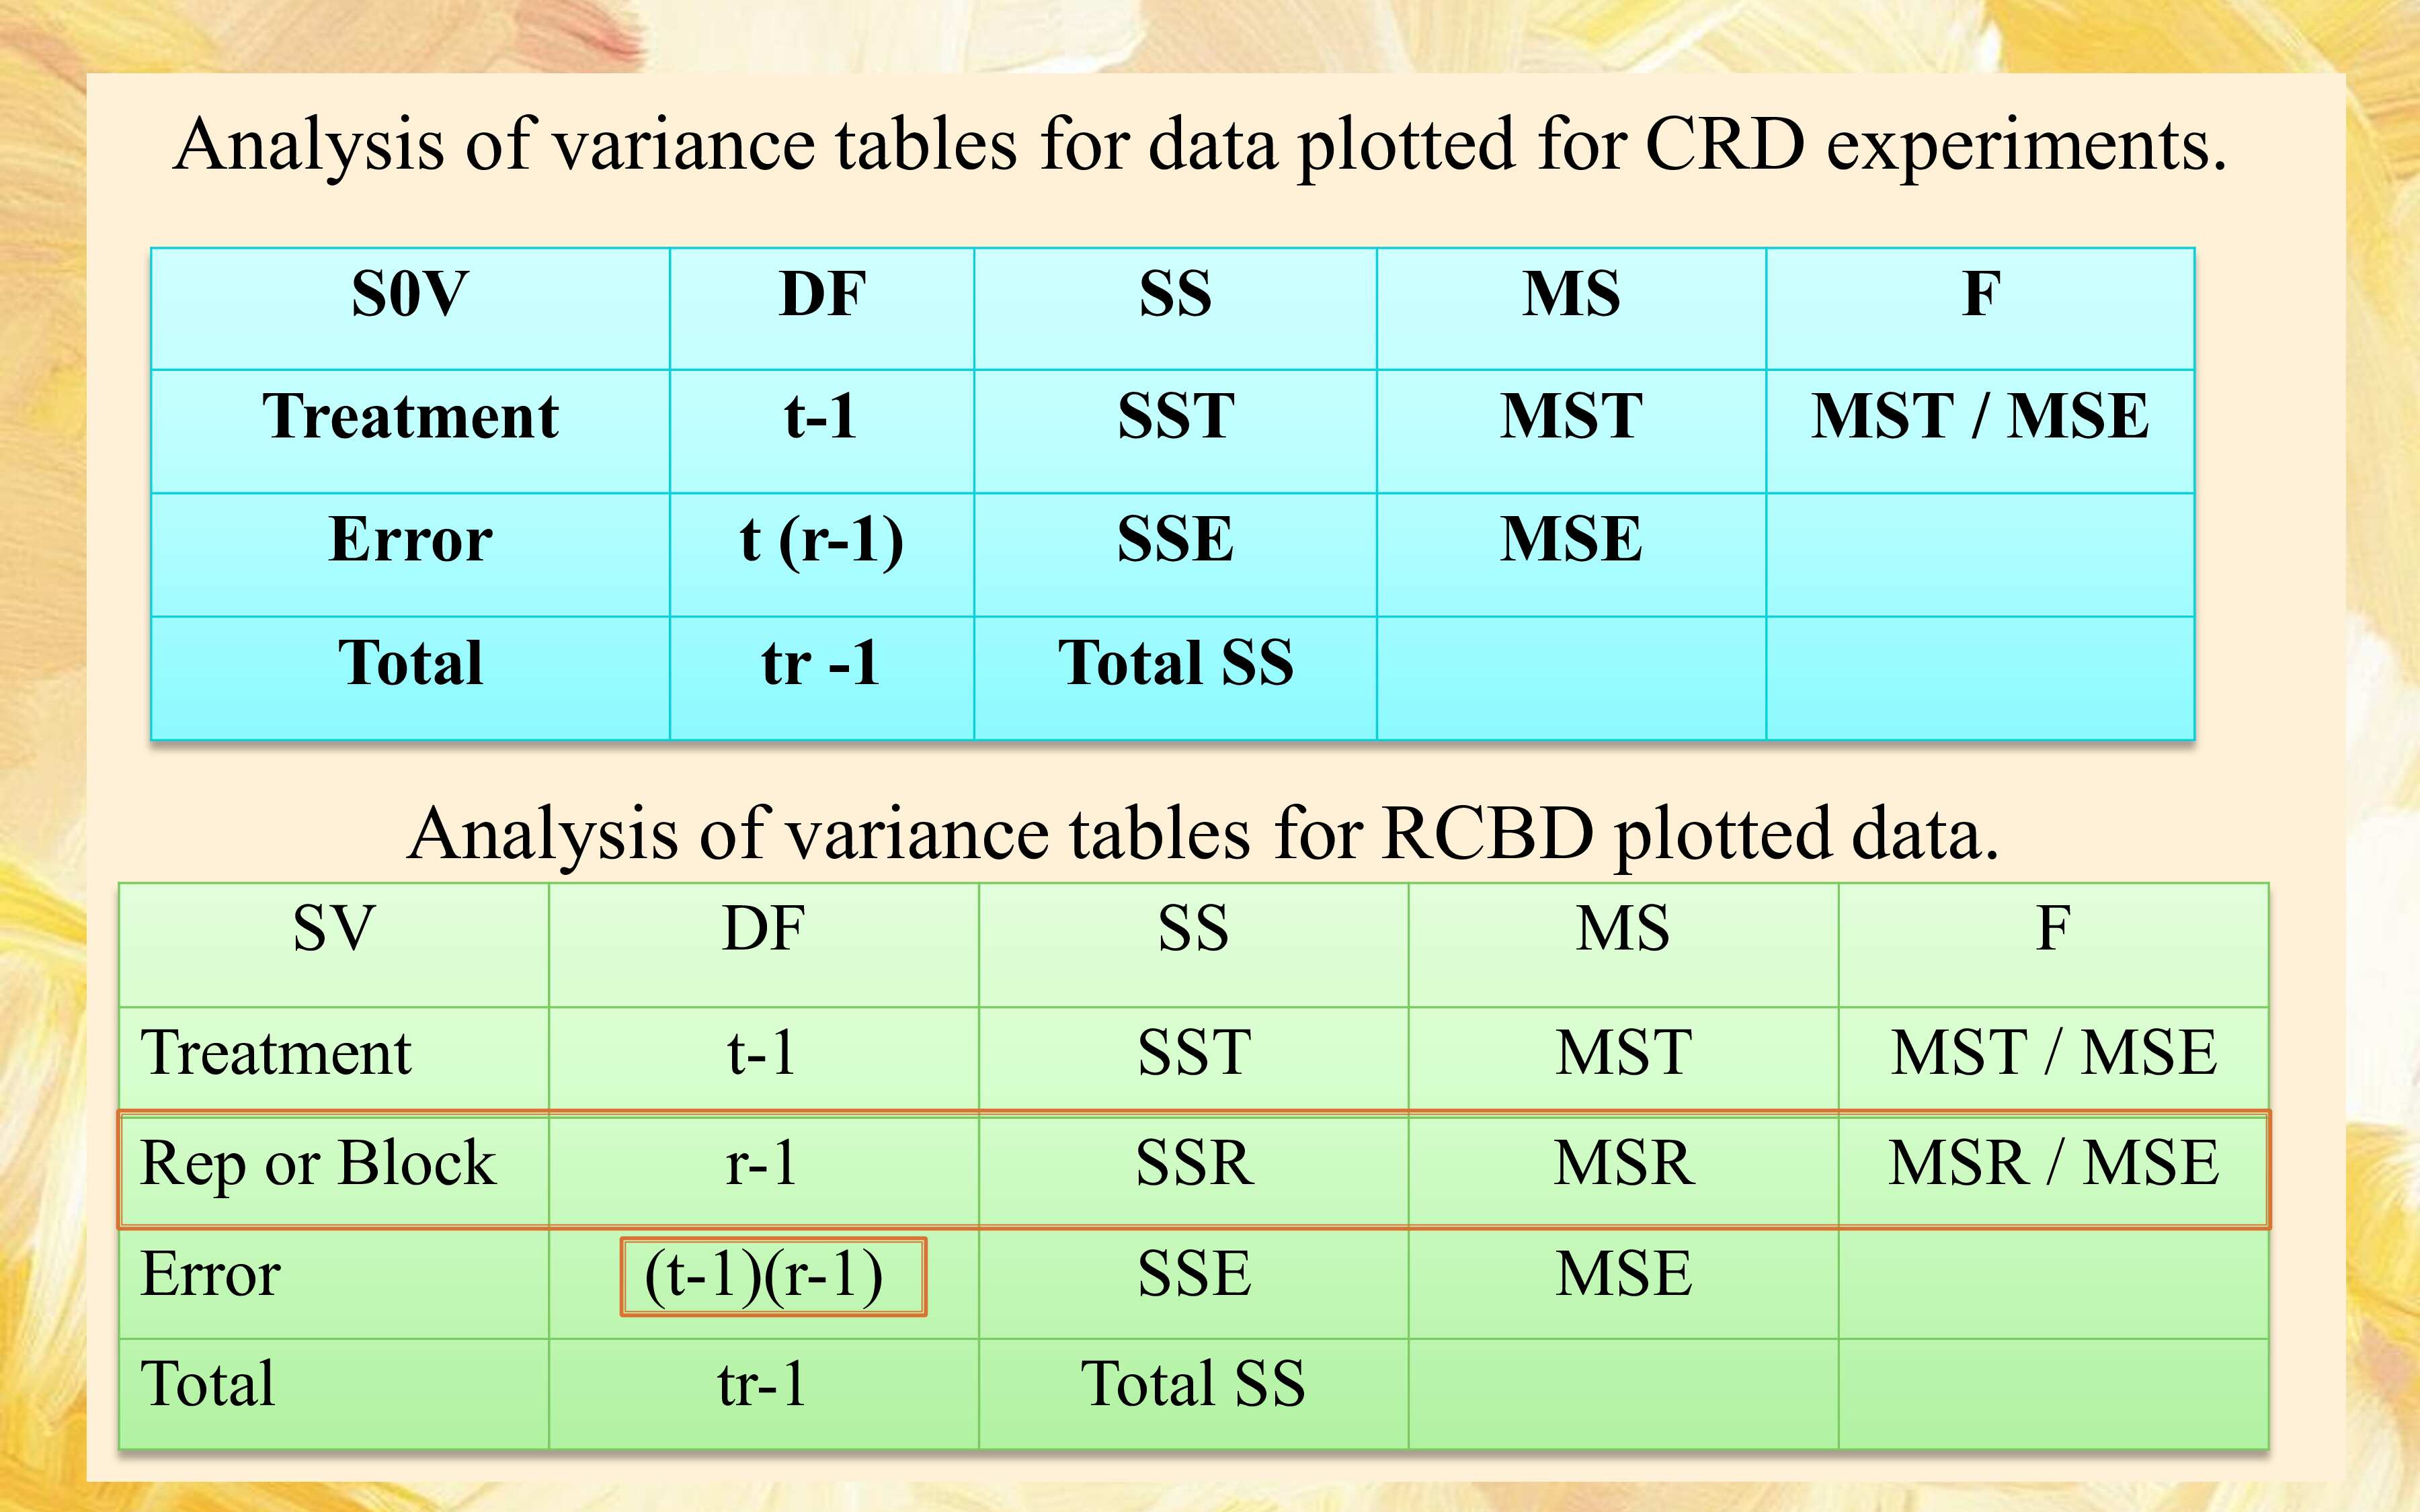 Analysis of variance tables for data plotted for CRD experiments.
S0V DF SS MS F
Treatment t-1 SST MST MST / MSE
Error t (r-1) SSE MSE
Total tr -1 Total SS
Analysis of variance tables for RCBD plotted data.
SV DF SS MS F
Treatment t-1 SST MST MST / MSE
Rep or Block r-1 SSR MSR MSR / MSE
Error (t-1)(r-1) SSE MSE
Total tr-1 Total SS